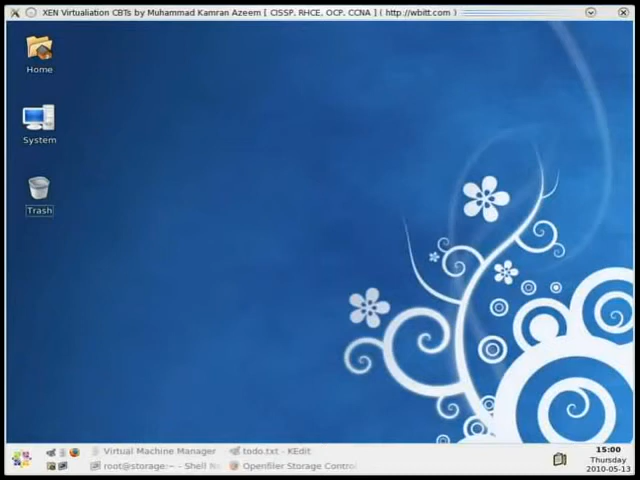 XEN Virtualiation CBTs by Muhammad Kamran Azeem [ CISSP, RHCE, OCP, CCNA ] ( http://wbitt.com )
Home
System
Trash
Virtual Machine Manager
todo.txt - KEdit
root@storage:~ - Shell
Openfiler Storage Control
15:00
Thursday
2010-05-13